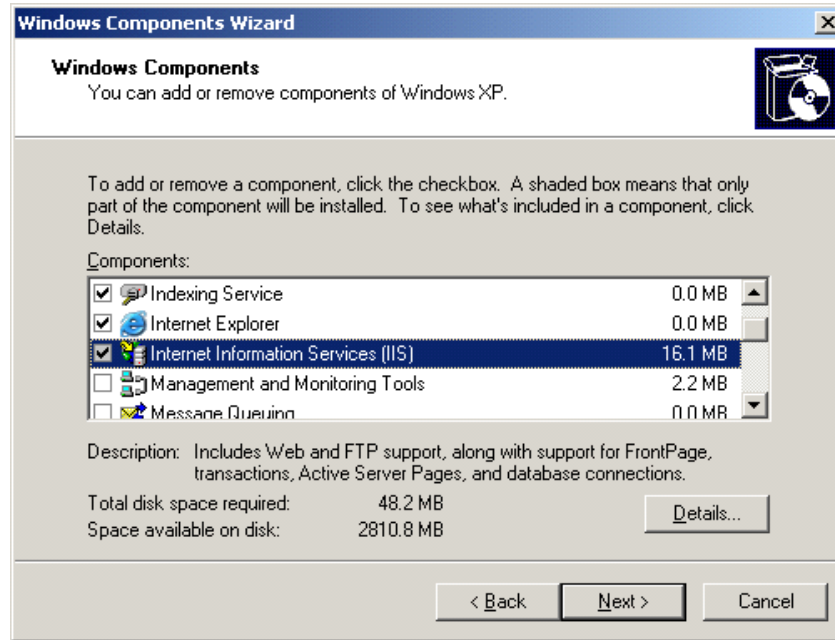 Windows Components Wizard
Windows Components
You can add or remove components of Windows XP.
To add or remove a component, click the checkbox. A shaded box means that only
part of the component will be installed. To see what's included in a component, click
Details.
Components:
Indexing Service 0.0 MB
Internet Explorer 0.0 MB
Internet Information Services (IIS) 16.1 MB
Management and Monitoring Tools 2.2 MB
Message Queuing 0.0 MB
Description: Includes Web and FTP support, along with support for FrontPage,
transactions, Active Server Pages, and database connections.
Total disk space required: 48.2 MB
Space available on disk: 2810.8 MB
Details...
< Back Next > Cancel